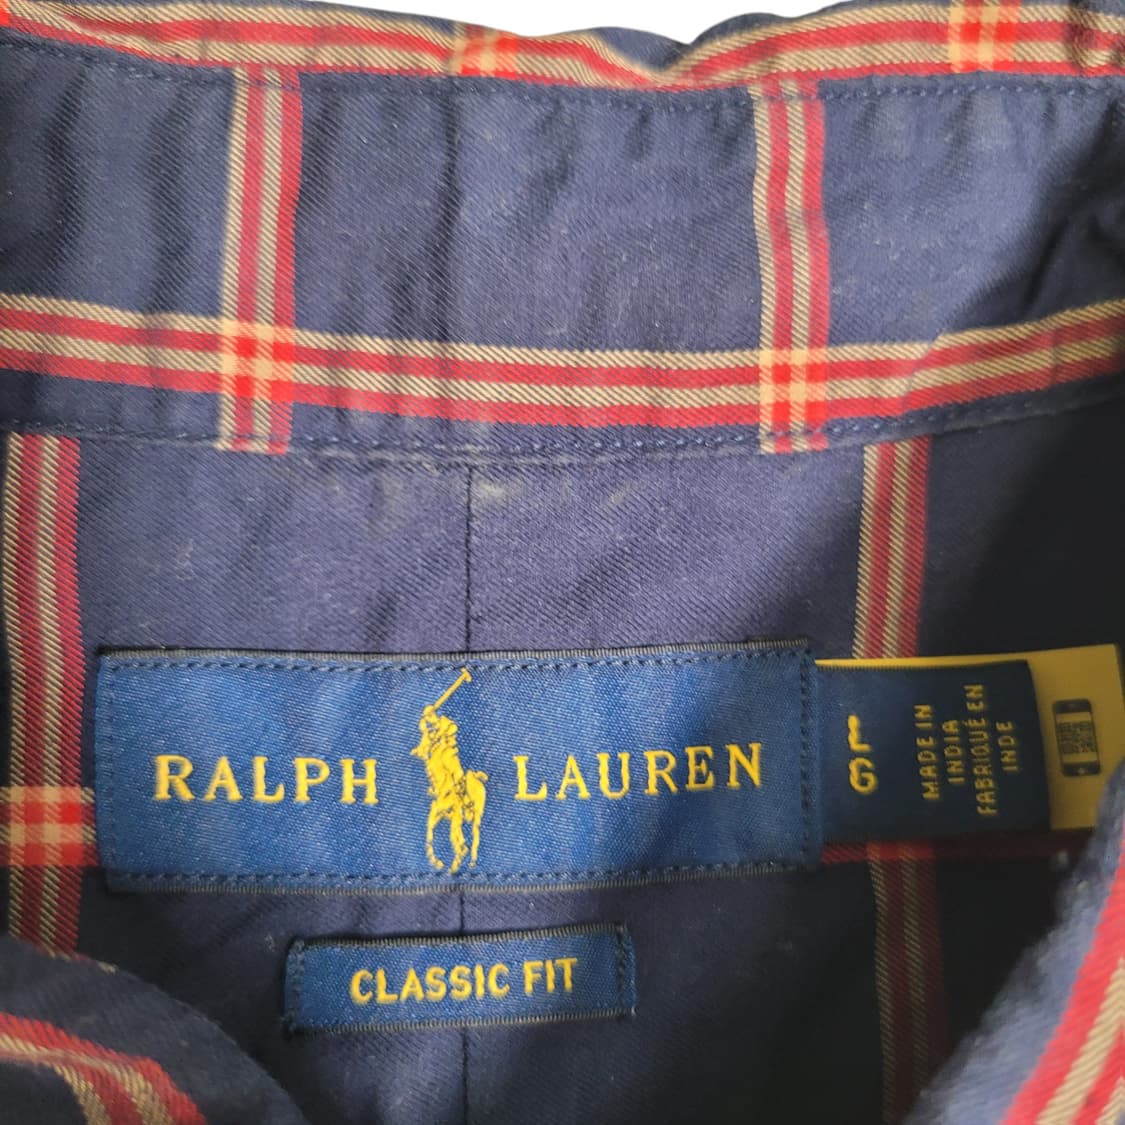 RALPH LAUREN
L
G
MADE IN
INDIA
FABRIQUÉ EN
INDE
CLASSIC FIT